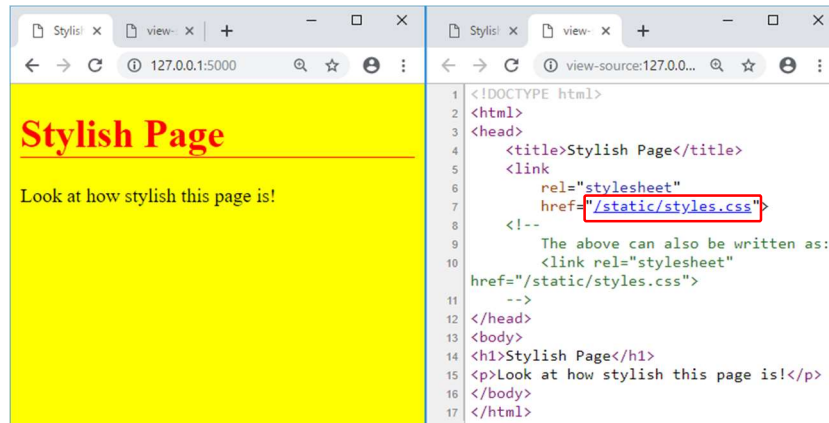 Stylish
view-
127.0.0.1:5000
Stylish Page
Look at how stylish this page is!
Stylish
view-
view-source:127.0.0...
1 <!DOCTYPE html>
2 <html>
3 <head>
4 <title>Stylish Page</title>
5 <link
6 rel="stylesheet"
7 href="/static/styles.css">
8 <!--
9 The above can also be written as:
10 <link rel="stylesheet"
href="/static/styles.css">
11 -->
12 </head>
13 <body>
14 <h1>Stylish Page</h1>
15 <p>Look at how stylish this page is!</p>
16 </body>
17 </html>